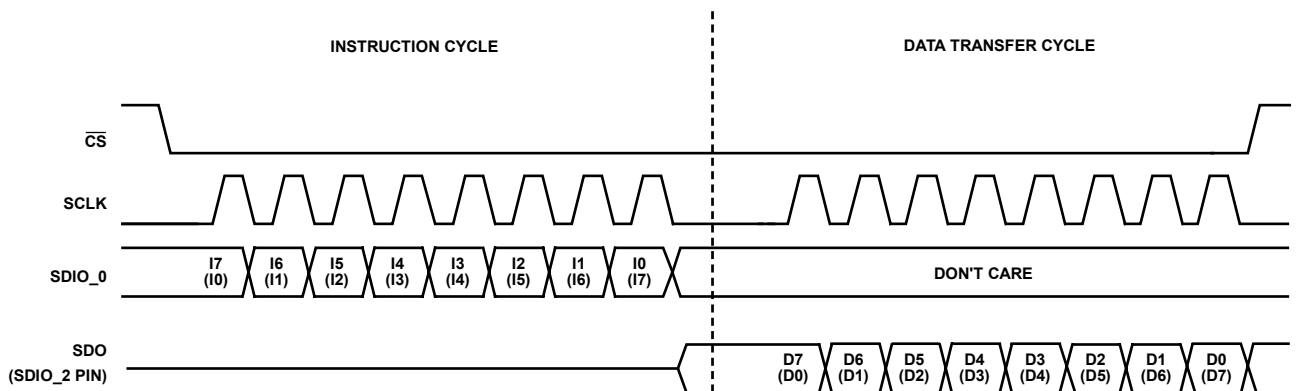 INSTRUCTION CYCLE
DATA TRANSFER CYCLE
CS
SCLK
SDIO_0
I7 I6 I5 I4 I3 I2 I1 I0
(I0) (I1) (I2) (I3) (I4) (I5) (I6) (I7)
DON'T CARE
SDO
(SDIO_2 PIN)
D7 D6 D5 D4 D3 D2 D1 D0
(D0) (D1) (D2) (D3) (D4) (D5) (D6) (D7)